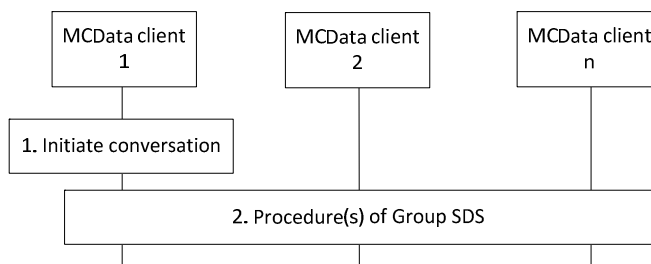 MCData client
1
MCData client
2
MCData client
n
1. Initiate conversation
2. Procedure(s) of Group SDS